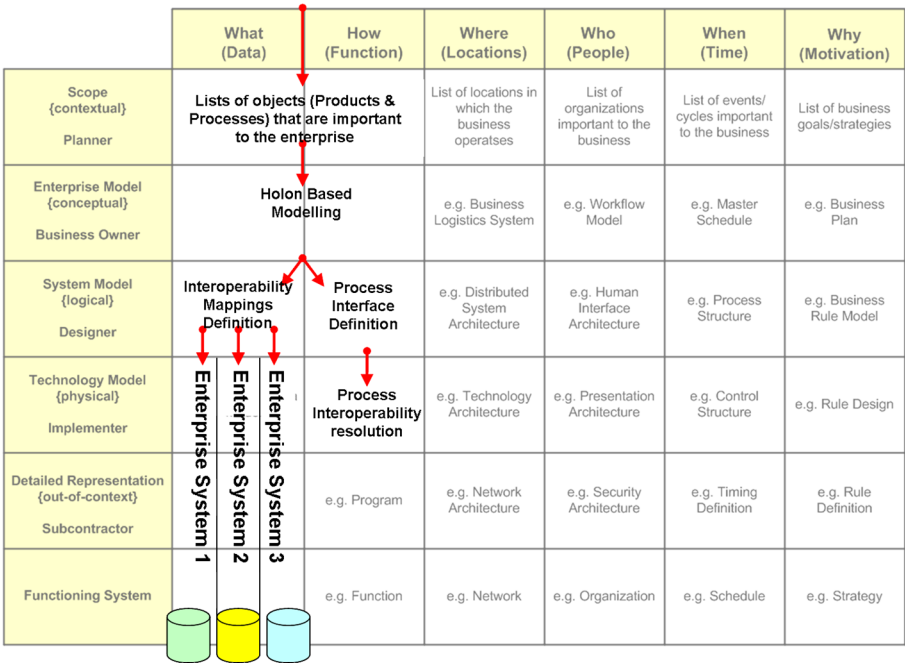 What
(Data)
How
(Function)
Where
(Locations)
Who
(People)
When
(Time)
Why
(Motivation)
Scope
{contextual}
Planner
Lists of objects (Products &
Processes) that are important
to the enterprise
List of locations in
which the
business
operatses
List of
organizations
important to the
business
List of events/
cycles important
to the business
List of business
goals/strategies
Enterprise Model
{conceptual}
Business Owner
Holon Based
Modelling
e.g. Business
Logistics System
e.g. Workflow
Model
e.g. Master
Schedule
e.g. Business
Plan
System Model
{logical}
Designer
Interoperability
Mappings
Definition
Process
Interface
Definition
e.g. Distributed
System
Architecture
e.g. Human
Interface
Architecture
e.g. Process
Structure
e.g. Business
Rule Model
Technology Model
{physical}
Implementer
Enterprise System 1
Enterprise System 2
Enterprise System 3
Process
Interoperability
resolution
e.g. Technology
Architecture
e.g. Presentation
Architecture
e.g. Control
Structure
e.g. Rule Design
Detailed Representation
{out-of-context}
Subcontractor
e.g. Program
e.g. Network
Architecture
e.g. Security
Architecture
e.g. Timing
Definition
e.g. Rule
Definition
Functioning System
e.g. Function
e.g. Network
e.g. Organization
e.g. Schedule
e.g. Strategy